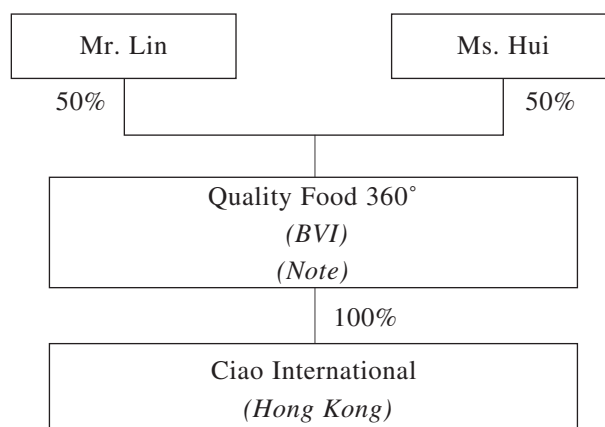 Mr. Lin
Ms. Hui
50%
50%
Quality Food 360°
(BVI)
(Note)
100%
Ciao International
(Hong Kong)